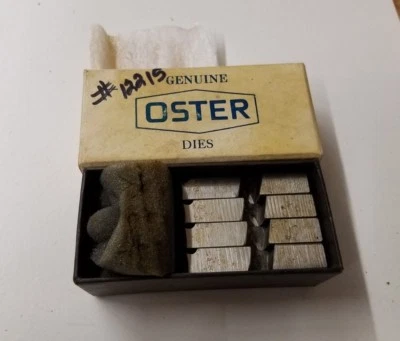 # 12215
GENUINE
OSTER
DIES